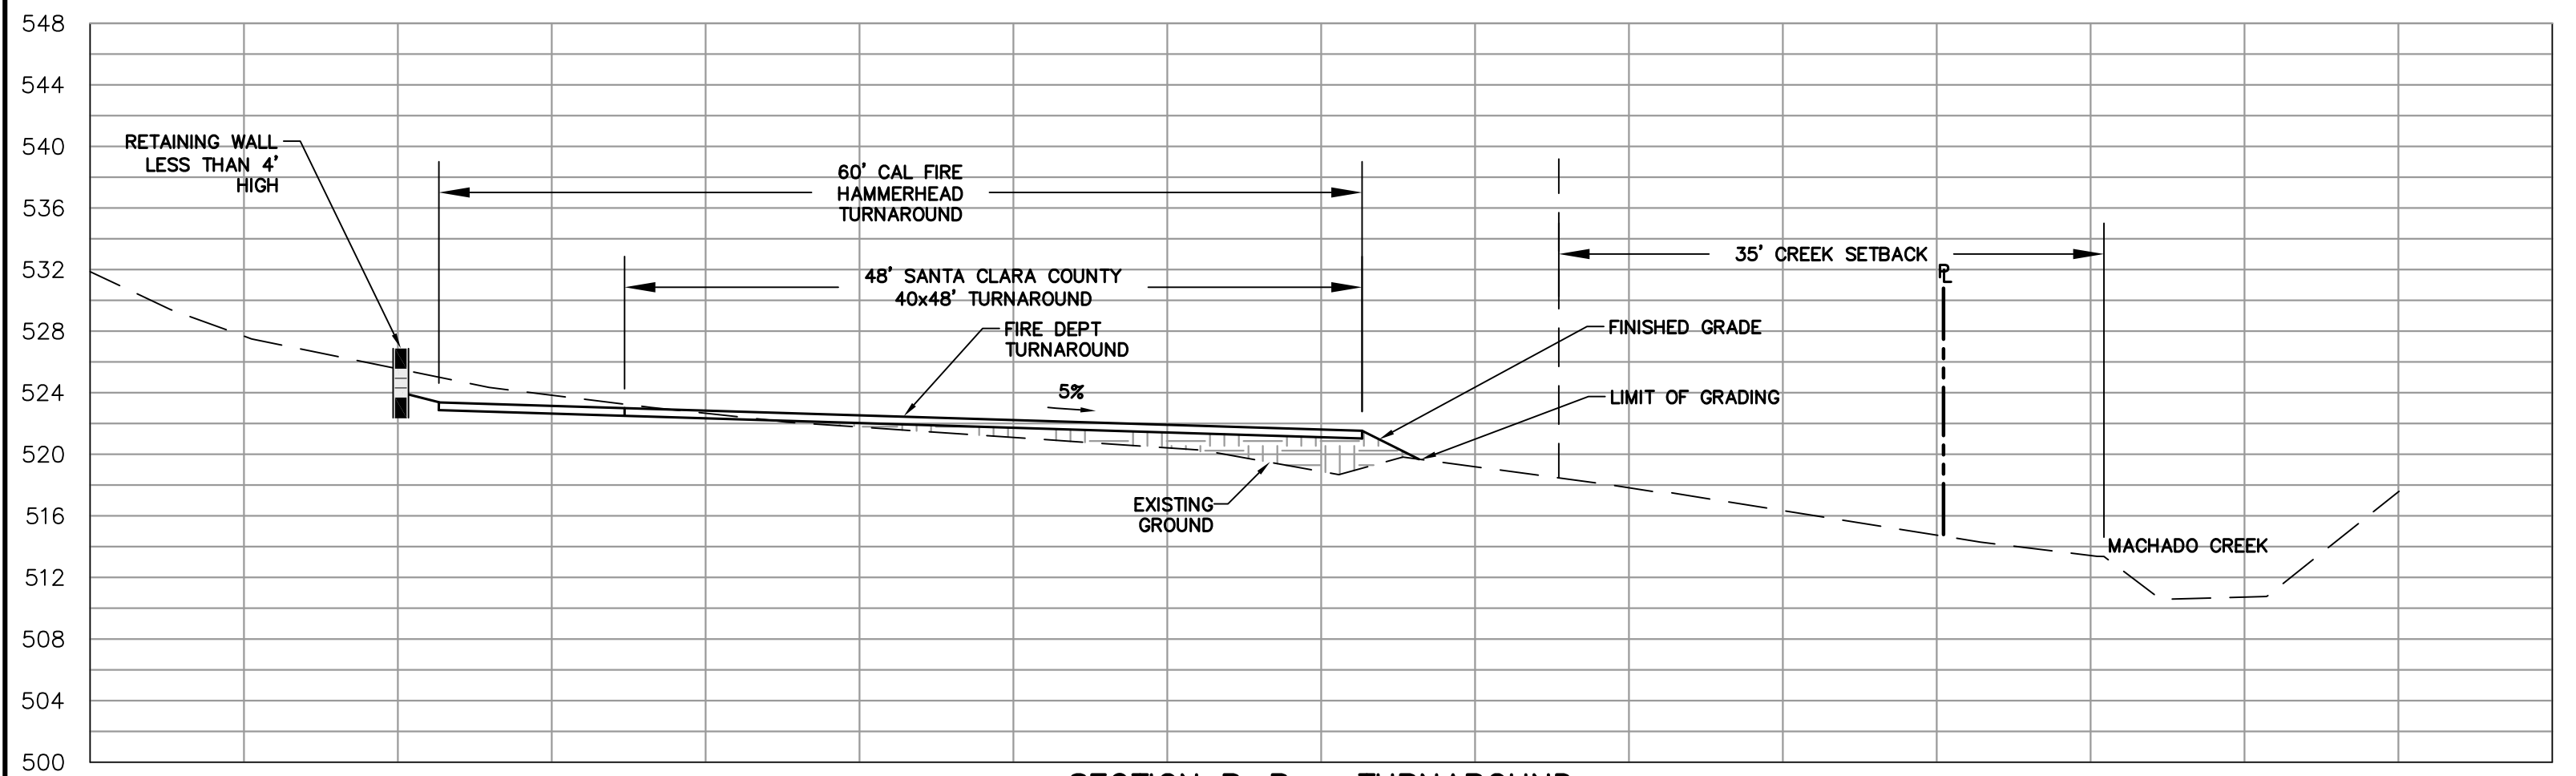 548
544
540
536
532
528
524
520
516
512
508
504
500
RETAINING WALL
LESS THAN 4'
HIGH
60' CAL FIRE
HAMMERHEAD
TURNAROUND
48' SANTA CLARA COUNTY
40x48' TURNAROUND
FIRE DEPT
TURNAROUND
5%
35' CREEK SETBACK
PL
FINISHED GRADE
LIMIT OF GRADING
EXISTING
GROUND
MACHADO CREEK
TURNAROUND